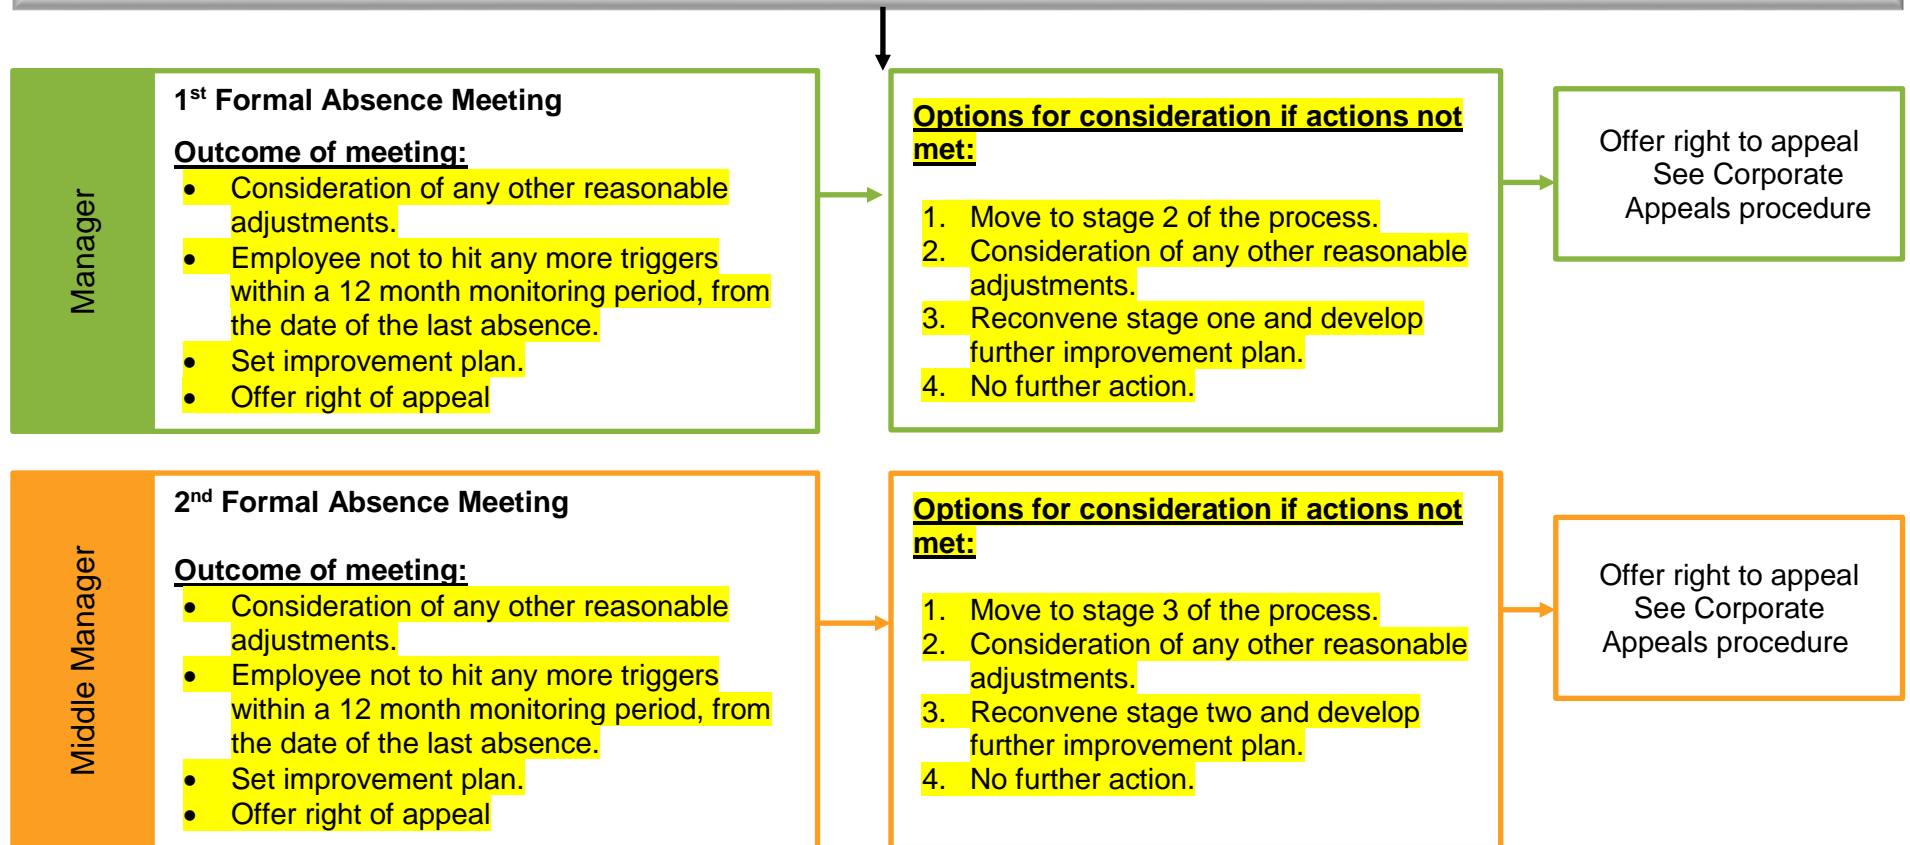 Manager
1st Formal Absence Meeting
Outcome of meeting:
• Consideration of any other reasonable
adjustments.
• Employee not to hit any more triggers
within a 12 month monitoring period, from
the date of the last absence.
• Set improvement plan.
• Offer right of appeal
Options for consideration if actions not
met:
1. Move to stage 2 of the process.
2. Consideration of any other reasonable
adjustments.
3. Reconvene stage one and develop
further improvement plan.
4. No further action.
Offer right to appeal
See Corporate
Appeals procedure
Middle Manager
2nd Formal Absence Meeting
Outcome of meeting:
• Consideration of any other reasonable
adjustments.
• Employee not to hit any more triggers
within a 12 month monitoring period, from
the date of the last absence.
• Set improvement plan.
• Offer right of appeal
Options for consideration if actions not
met:
1. Move to stage 3 of the process.
2. Consideration of any other reasonable
adjustments.
3. Reconvene stage two and develop
further improvement plan.
4. No further action.
Offer right to appeal
See Corporate
Appeals procedure